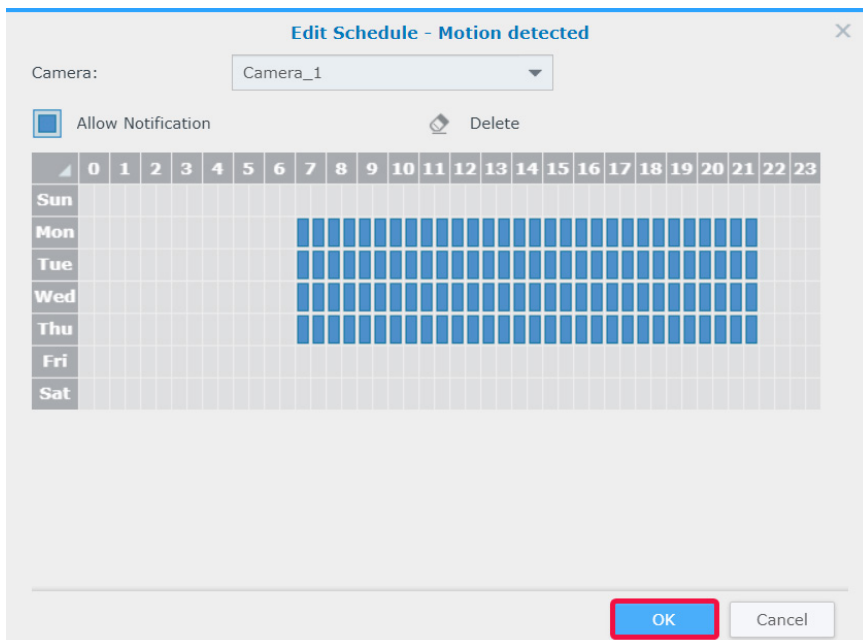 Edit Schedule - Motion detected
Camera: Camera_1
Allow Notification Delete
0 1 2 3 4 5 6 7 8 9 10 11 12 13 14 15 16 17 18 19 20 21 22 23
Sun
Mon
Tue
Wed
Thu
Fri
Sat
OK Cancel